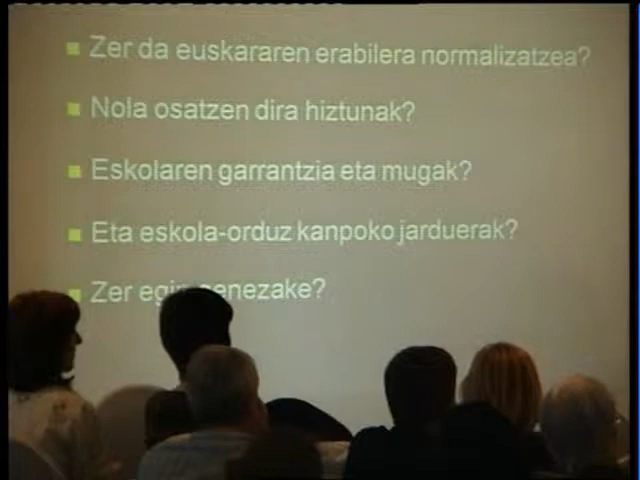 Zer da euskararen erabilera normalizatzea?
Nola osatzen dira hiztunak?
Eskolaren garrantzia eta mugak?
Eta eskola-orduz kanpoko jarduerak?
Zer